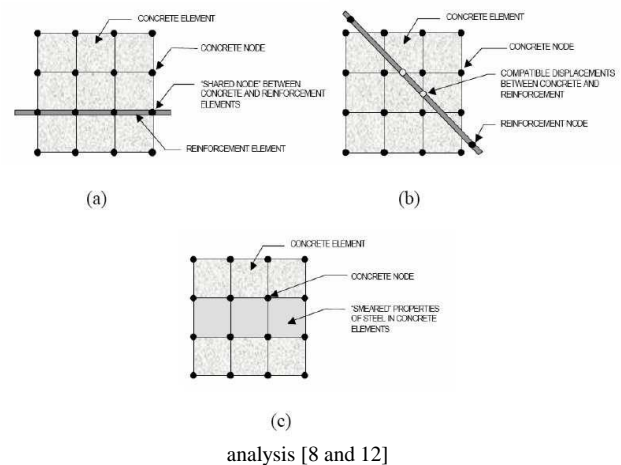 CONCRETE ELEMENT
CONCRETE NODE
"SHARED NODE" BETWEEN
CONCRETE AND REINFORCEMENT
ELEMENTS
REINFORCEMENT ELEMENT
(a)
CONCRETE ELEMENT
CONCRETE NODE
COMPATIBLE DISPLACEMENTS
BETWEEN CONCRETE AND
REINFORCEMENT
REINFORCEMENT NODE
(b)
CONCRETE ELEMENT
CONCRETE NODE
"SMEARED" PROPERTIES
OF STEEL IN CONCRETE
ELEMENTS
(c)
analysis [8 and 12]